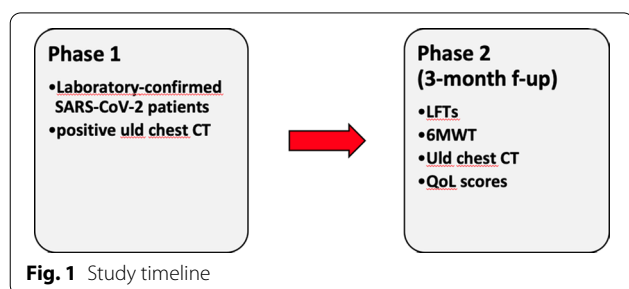 Phase 1
•Laboratory-confirmed
SARS-CoV-2 patients
•positive uld chest CT
Phase 2
(3-month f-up)
•LFTs
•6MWT
•Uld chest CT
•QoL scores
Fig. 1 Study timeline